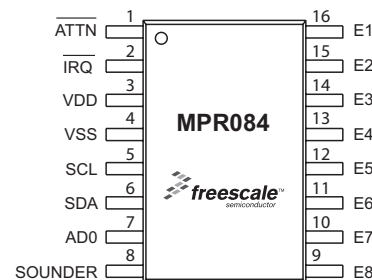 ATTN 1 16 E1
IRQ 2 15 E2
VDD 3 14 E3
VSS 4 13 E4
MPR084
SCL 5 12 E5
SDA 6 11 E6
freescale™
semiconductor
AD0 7 10 E7
SOUNDER 8 9 E8